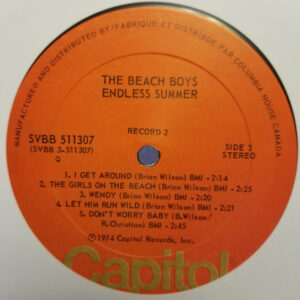 MANUFACTURED AND DISTRIBUTED BY/FABRIQUÉ ET DISTRIBUÉ PAR COLUMBIA HOUSE CANADA
THE BEACH BOYS
ENDLESS SUMMER
RECORD 2
SVBB 511307
(SVBB 3-511307)
Q
SIDE 3
STEREO
1. I GET AROUND (Brian Wilson) BMI - 2:14
2. THE GIRLS ON THE BEACH (Brian Wilson) BMI - 2:25
3. WENDY (Brian Wilson) BMI - 2:20
4. LET HIM RUN WILD (Brian Wilson) BMI - 2:21
5. DON'T WORRY BABY (B.Wilson/
R.Christian) BMI - 2:45
℗1974 Capitol Records, Inc.
Capitol